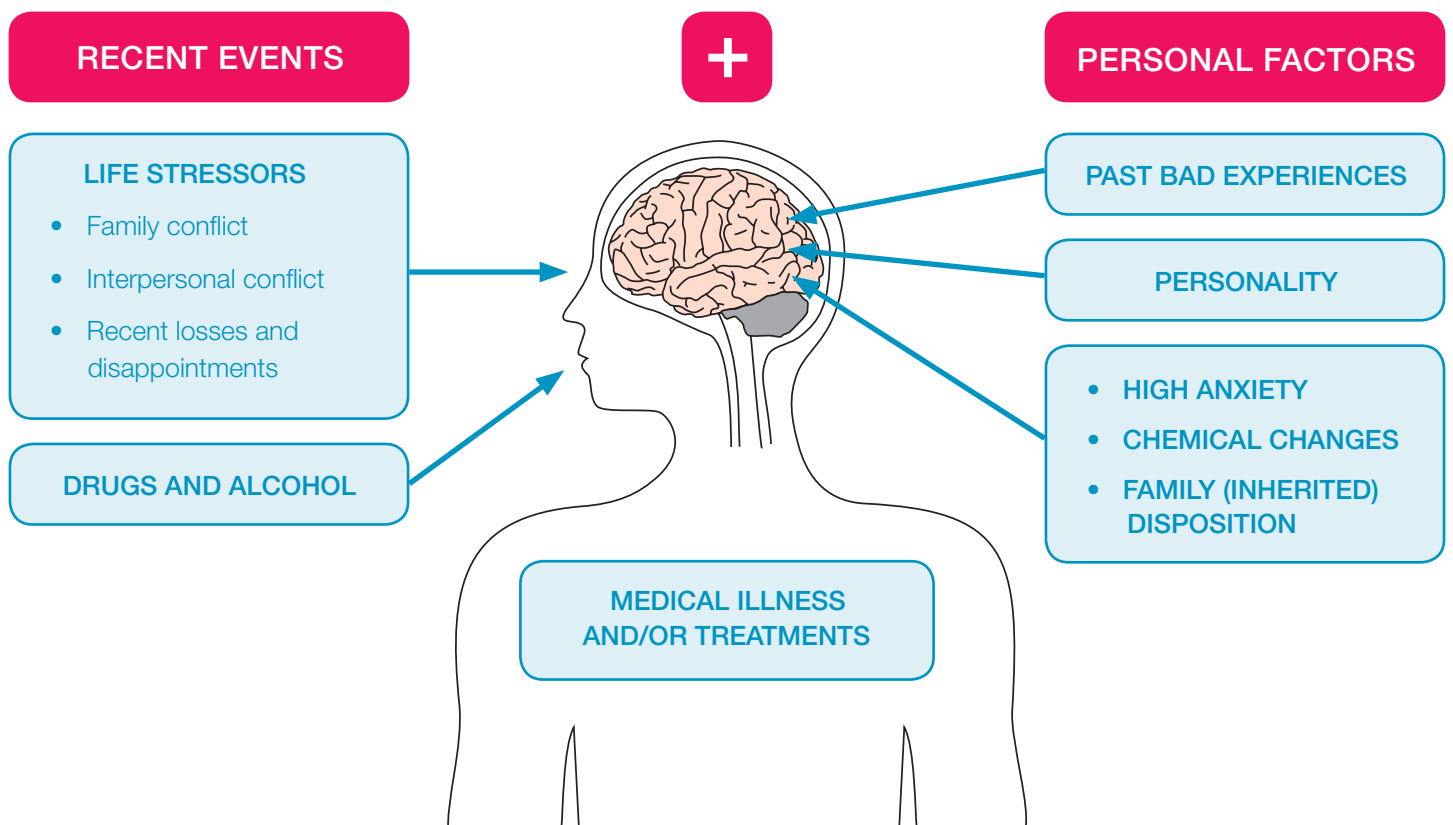 RECENT EVENTS
+
PERSONAL FACTORS
LIFE STRESSORS
• Family conflict
• Interpersonal conflict
• Recent losses and
disappointments
DRUGS AND ALCOHOL
PAST BAD EXPERIENCES
PERSONALITY
• HIGH ANXIETY
• CHEMICAL CHANGES
• FAMILY (INHERITED)
DISPOSITION
MEDICAL ILLNESS
AND/OR TREATMENTS